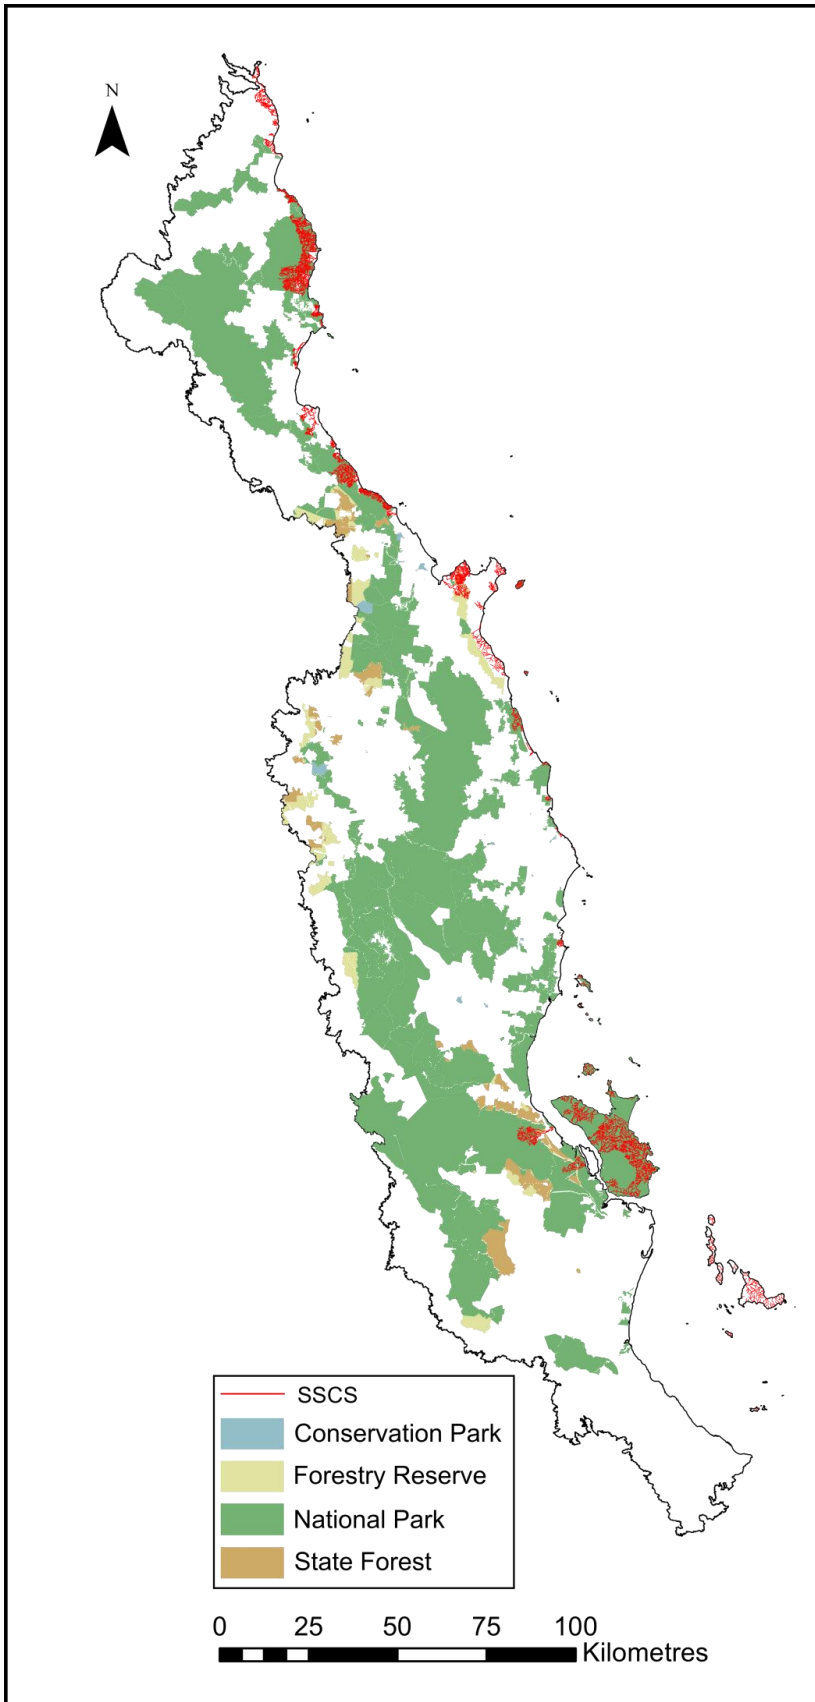 N
SSCS
Conservation Park
Forestry Reserve
National Park
State Forest
0 25 50 75 100
Kilometres